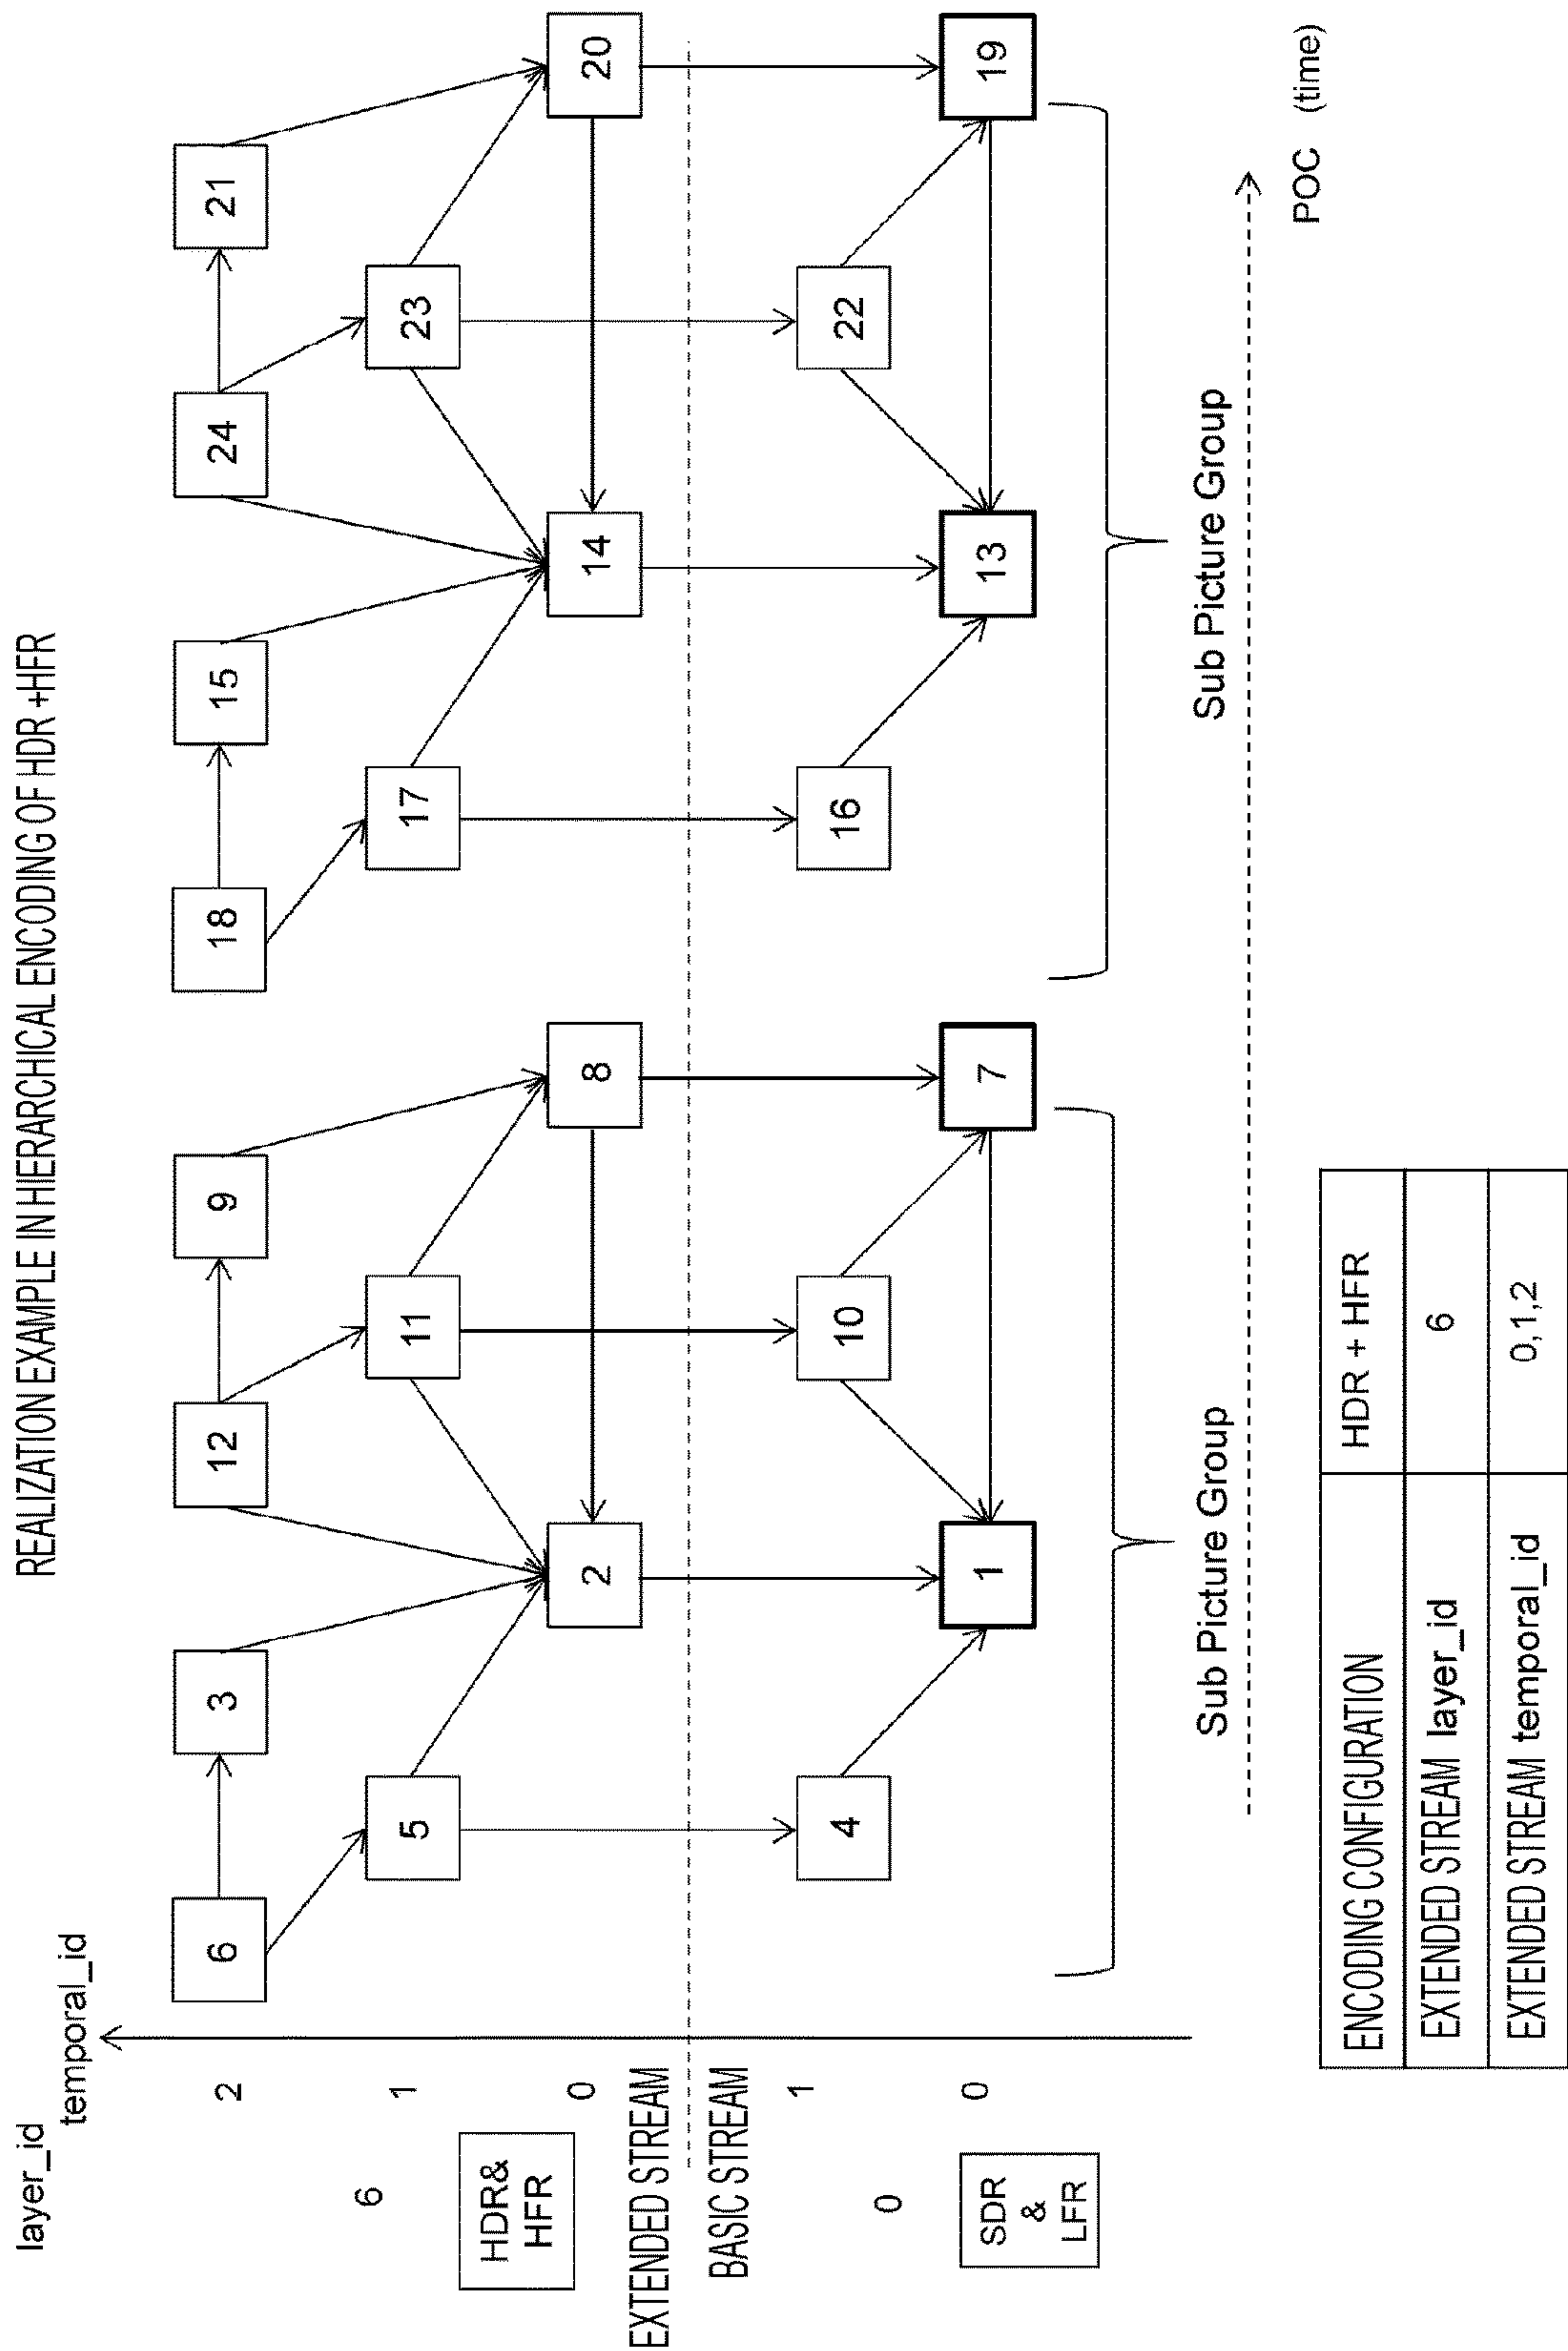 REALIZATION EXAMPLE IN HIERARCHICAL ENCODING OF HDR +HFR
layer_id
temporal_id
2
6 3 12 9 18 15 24 21
6
1
5 11 17 23
HDR&
HFR
0
2 8 14 20
EXTENDED STREAM
BASIC STREAM
1
4 10 16 22
0
SDR
&
LFR
0
1 7 13 19
Sub Picture Group
Sub Picture Group
POC (time)
ENCODING CONFIGURATION HDR + HFR
EXTENDED STREAM layer_id 6
EXTENDED STREAM temporal_id 0,1,2